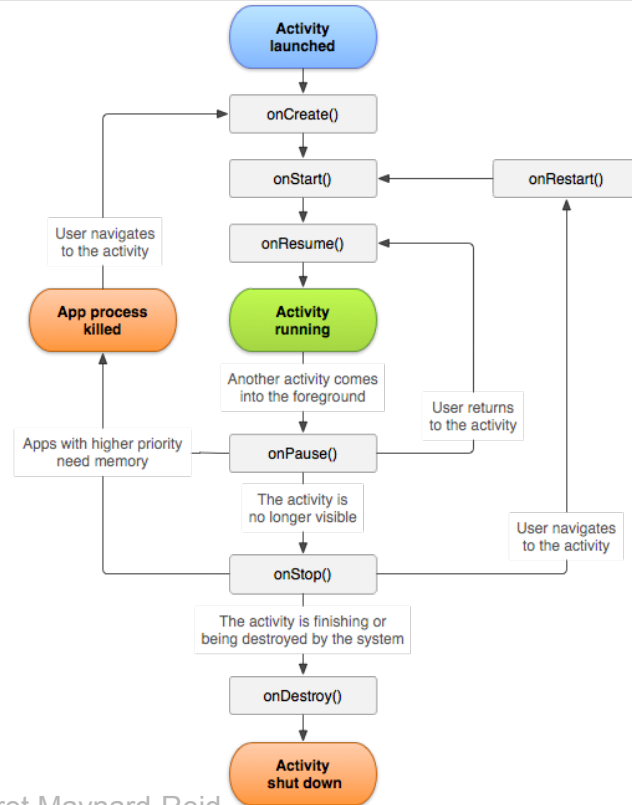 Activity
launched
onCreate()
onStart()
onRestart()
User navigates
to the activity
onResume()
App process
killed
Activity
running
Another activity comes
into the foreground
User returns
to the activity
Apps with higher priority
need memory
onPause()
The activity is
no longer visible
User navigates
to the activity
onStop()
The activity is finishing or
being destroyed by the system
onDestroy()
Activity
shut down
Maynard Reid